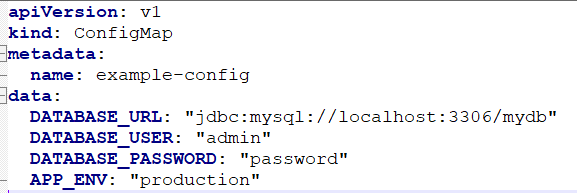 apiVersion: v1
kind: ConfigMap
metadata:
  name: example-config
data:
  DATABASE_URL: "jdbc:mysql://localhost:3306/mydb"
  DATABASE_USER: "admin"
  DATABASE_PASSWORD: "password"
  APP_ENV: "production"